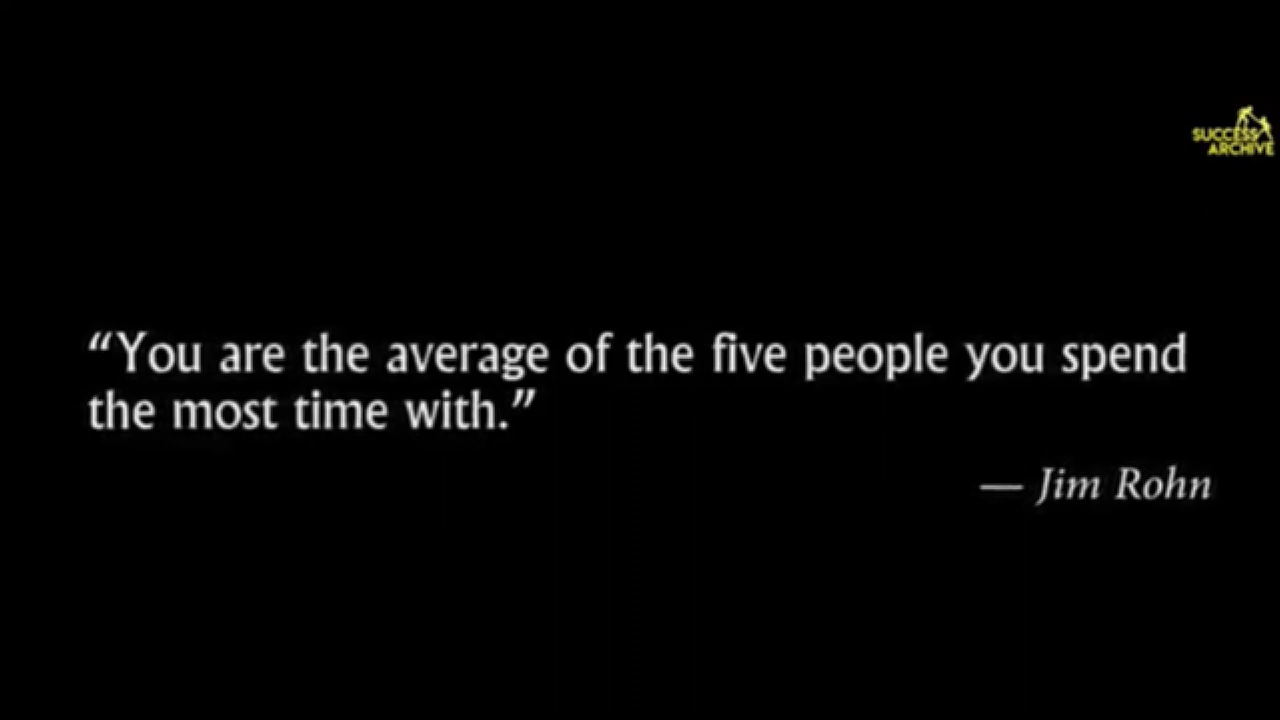 SUCCESS
ARCHIVE
“You are the average of the five people you spend
the most time with.”
— Jim Rohn